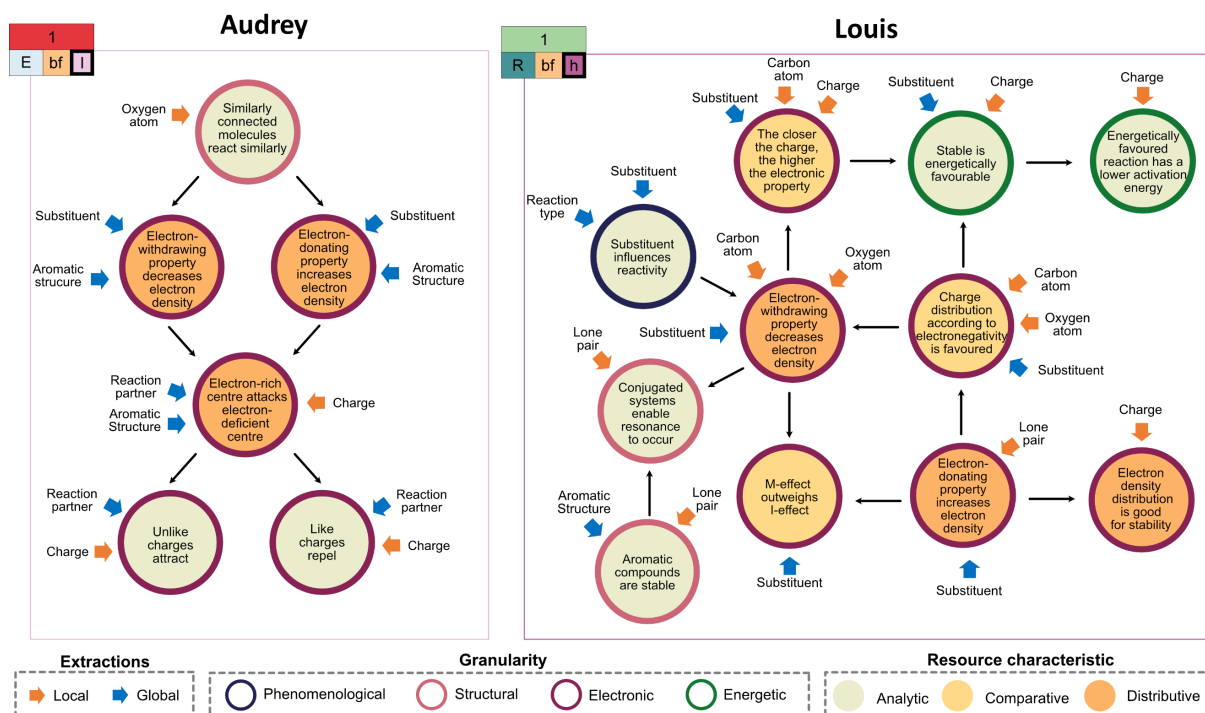 Audrey
1
E bf l
Oxygen
atom
Similarly
connected
molecules
react similarly
Substituent
Aromatic
strucure
Electron-
withdrawing
property
decreases
electron
density
Electron-
donating
property
increases
electron
density
Substituent
Aromatic
Structure
Reaction
partner
Aromatic
Structure
Electron-rich
centre attacks
electron-
deficient
centre
Charge
Reaction
partner
Charge
Unlike
charges
attract
Like
charges
repel
Reaction
partner
Charge
Louis
1
R bf h
Substituent
Carbon
atom
Charge
The closer
the charge,
the higher
the electronic
property
Substituent
Charge
Stable is
energetically
favourable
Charge
Energetically
favoured
reaction has a
lower activation
energy
Substituent
Reaction
type
Substituent
influences
reactivity
Carbon
atom
Oxygen
atom
Substituent
Electron-
withdrawing
property
decreases
electron
density
Charge
distribution
according to
electronegativity
is favoured
Carbon
atom
Oxygen
atom
Substituent
Lone
pair
Conjugated
systems
enable
resonance
to occur
Aromatic
Structure
Lone
pair
Aromatic
compounds
are stable
M-effect
outweighs
I-effect
Substituent
Lone
pair
Electron-
donating
property
increases
electron
density
Substituent
Charge
Electron
density
distribution
is good
for stability
Extractions
Local Global
Granularity
Phenomenological Structural Electronic Energetic
Resource characteristic
Analytic Comparative Distributive